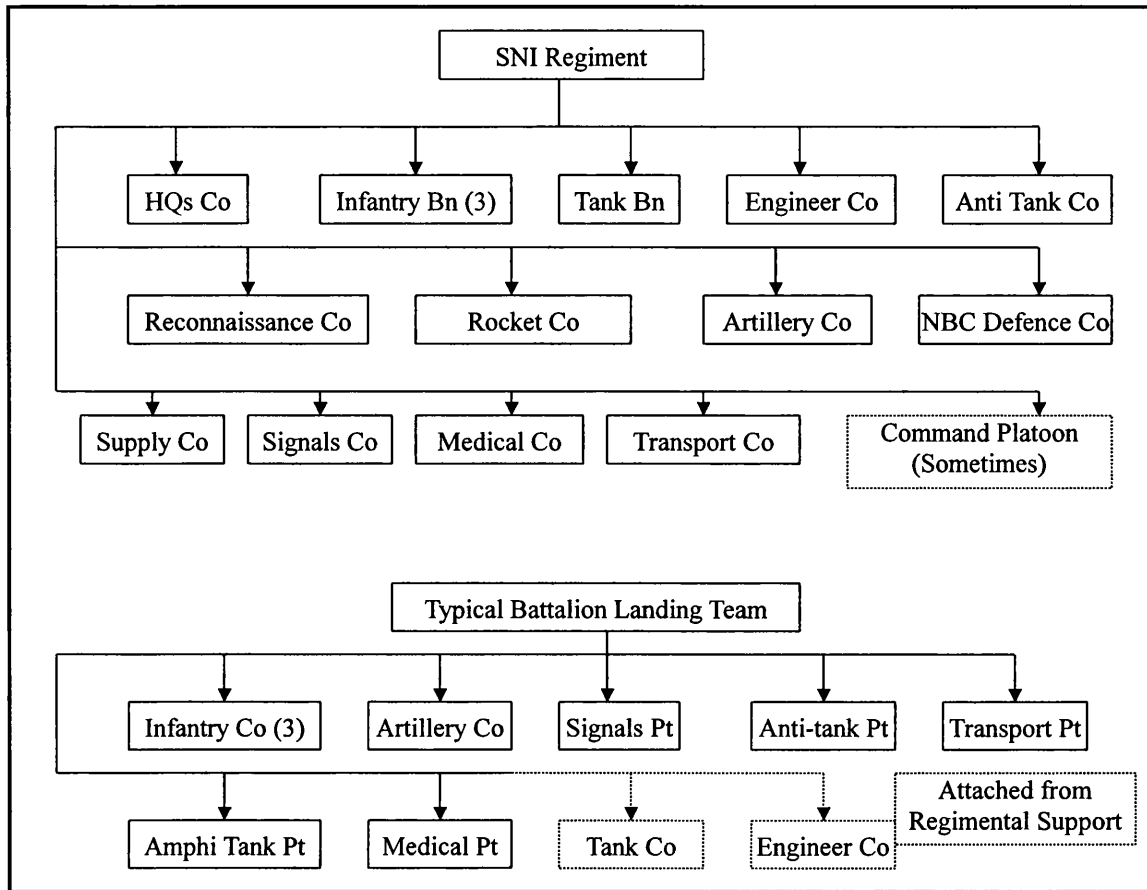 SNI Regiment
HQs Co
Infantry Bn (3)
Tank Bn
Engineer Co
Anti Tank Co
Reconnaissance Co
Rocket Co
Artillery Co
NBC Defence Co
Supply Co
Signals Co
Medical Co
Transport Co
Command Platoon
(Sometimes)
Typical Battalion Landing Team
Infantry Co (3)
Artillery Co
Signals Pt
Anti-tank Pt
Transport Pt
Amphi Tank Pt
Medical Pt
Tank Co
Engineer Co
Attached from
Regimental Support